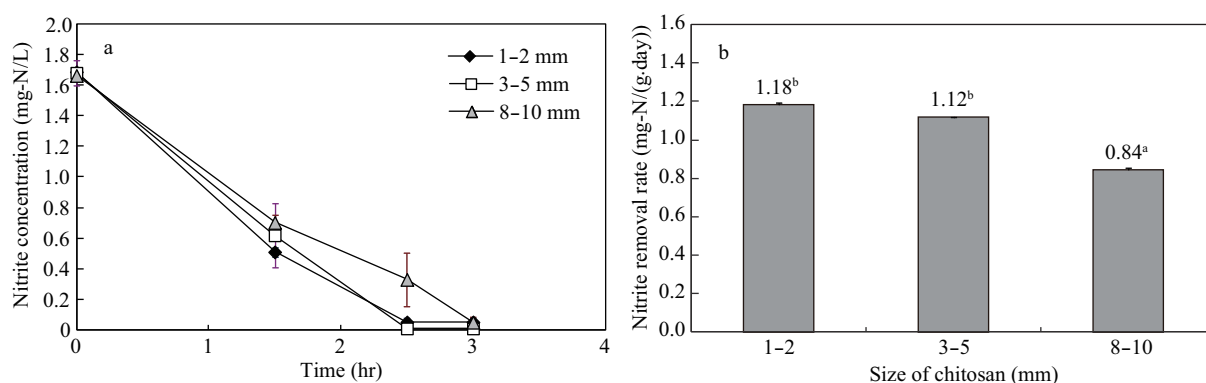 a
Nitrite concentration (mg-N/L)
2.0
1.8
1.6
1.4
1.2
1.0
0.8
0.6
0.4
0.2
0
0 1 2 3 4
Time (hr)
1–2 mm
3–5 mm
8–10 mm
b
Nitrite removal rate (mg-N/(g·day))
1.6
1.4
1.2
1.0
0.8
0.6
0.4
0.2
0.0
1.18ᵇ
1.12ᵇ
0.84ᵃ
1–2 3–5 8–10
Size of chitosan (mm)